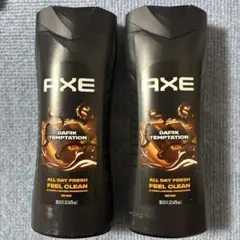 AXE
DARK
TEMPTATION
ALL DAY FRESH
FEEL CLEAN
AXE
DARK
TEMPTATION
ALL DAY FRESH
FEEL CLEAN